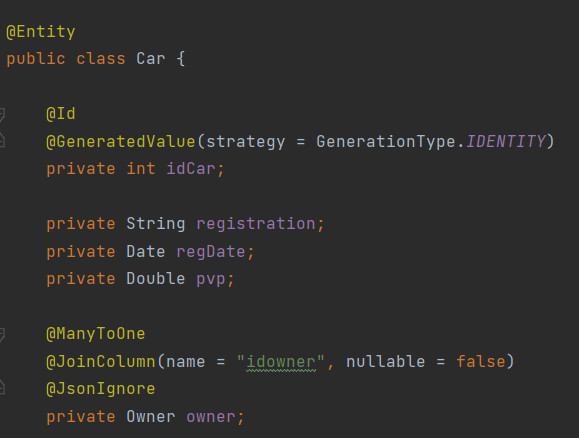 @Entity
public class Car {
@Id
@GeneratedValue(strategy = GenerationType.IDENTITY)
private int idCar;
private String registration;
private Date regDate;
private Double pvp;
@ManyToOne
@JoinColumn(name = "idowner", nullable = false)
@JsonIgnore
private Owner owner;